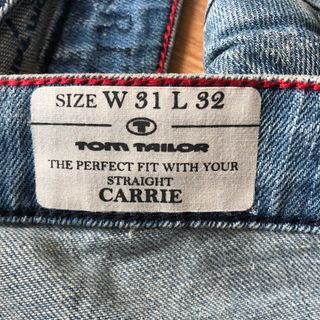 SIZE W 31 L 32
T
TOM TAILOR
THE PERFECT FIT WITH YOUR
STRAIGHT
CARRIE